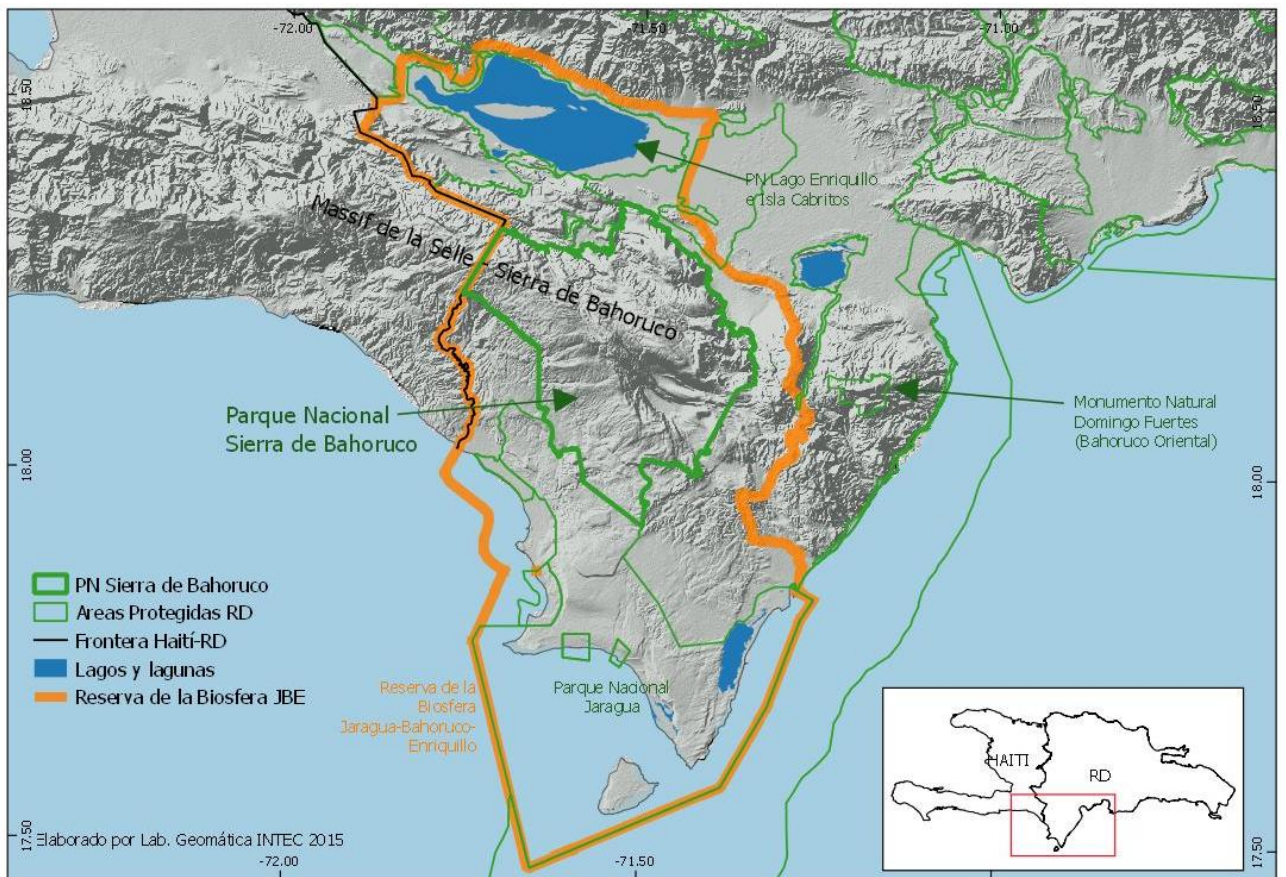 -72.00
-71.50
-71.00
18.50
18.50
PN Lago Enriquillo
e Isla Cabritos
Massif de la Selle - Sierra de Bahoruco
Parque Nacional
Sierra de Bahoruco
Monumento Natural
Domingo Fuertes
(Bahoruco Oriental)
18.00
18.00
PN Sierra de Bahoruco
Areas Protegidas RD
Frontera Haití-RD
Lagos y lagunas
Reserva de la Biosfera JBE
Reserva de la
Biosfera
Jaragua-Bahoruco-
Enriquillo
Parque Nacional
Jaragua
HAITI
RD
17.50
17.50
Elaborado por Lab. Geomática INTEC 2015
-72.00
-71.50
-71.00